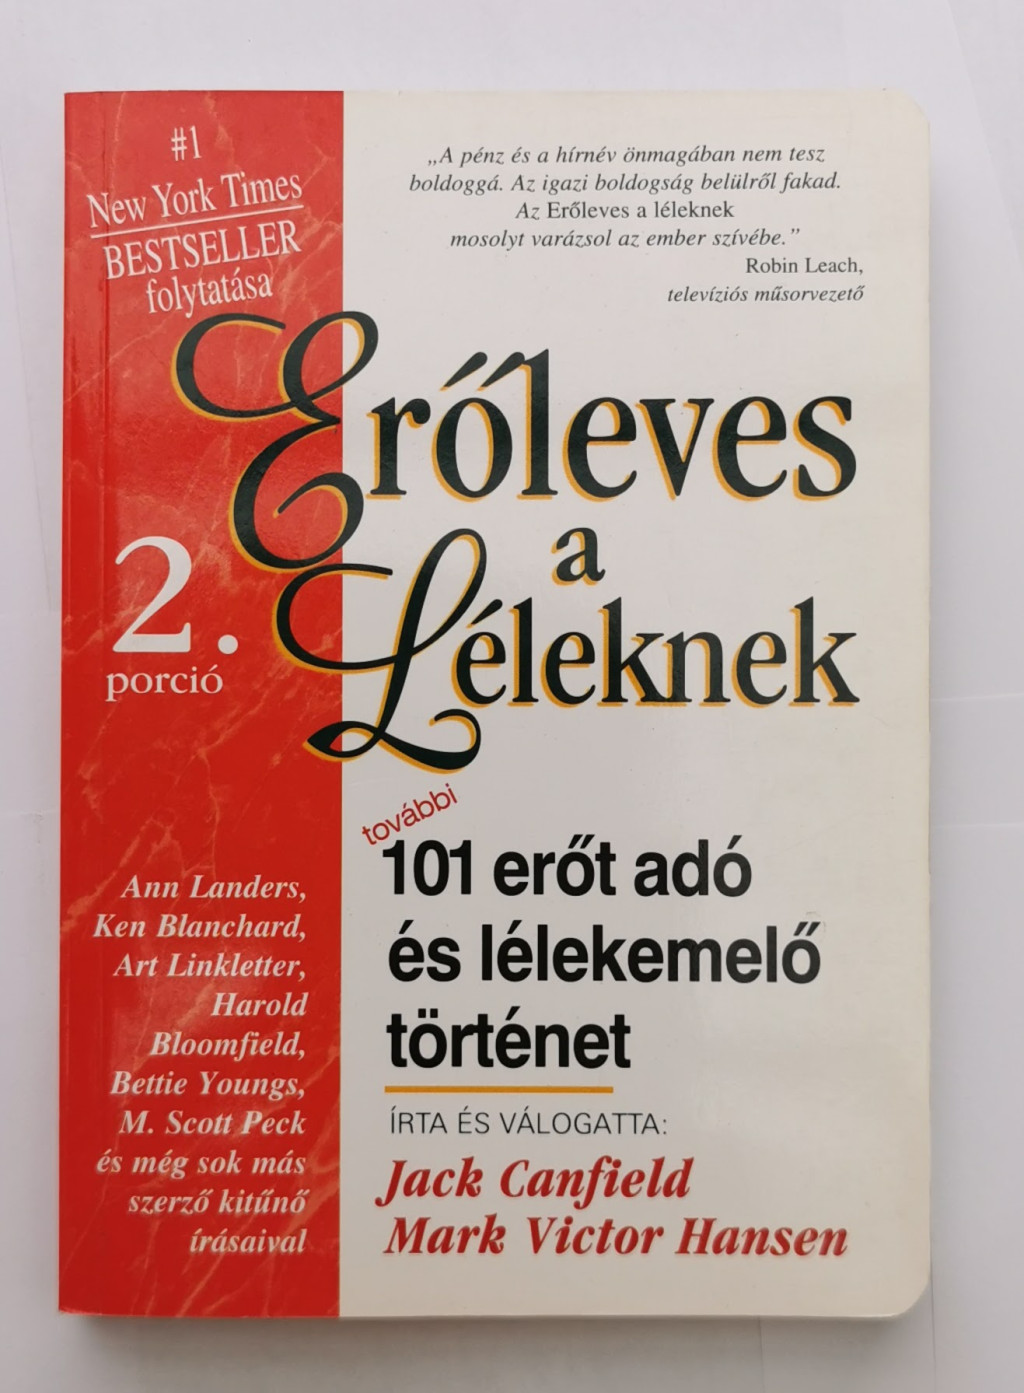 #1
New York Times
BESTSELLER
folytatása
„A pénz és a hírnév önmagában nem tesz
boldoggá. Az igazi boldogság belülről fakad.
Az Erőleves a léleknek
mosolyt varázsol az ember szívébe.”
Robin Leach,
televíziós műsorvezető
Erőleves
a
Léleknek
2.
porció
további
101 erőt adó
és lélekemelő
történet
ÍRTA ÉS VÁLOGATTA:
Jack Canfield
Mark Victor Hansen
Ann Landers,
Ken Blanchard,
Art Linkletter,
Harold
Bloomfield,
Bettie Youngs,
M. Scott Peck
és még sok más
szerző kitűnő
írásaival